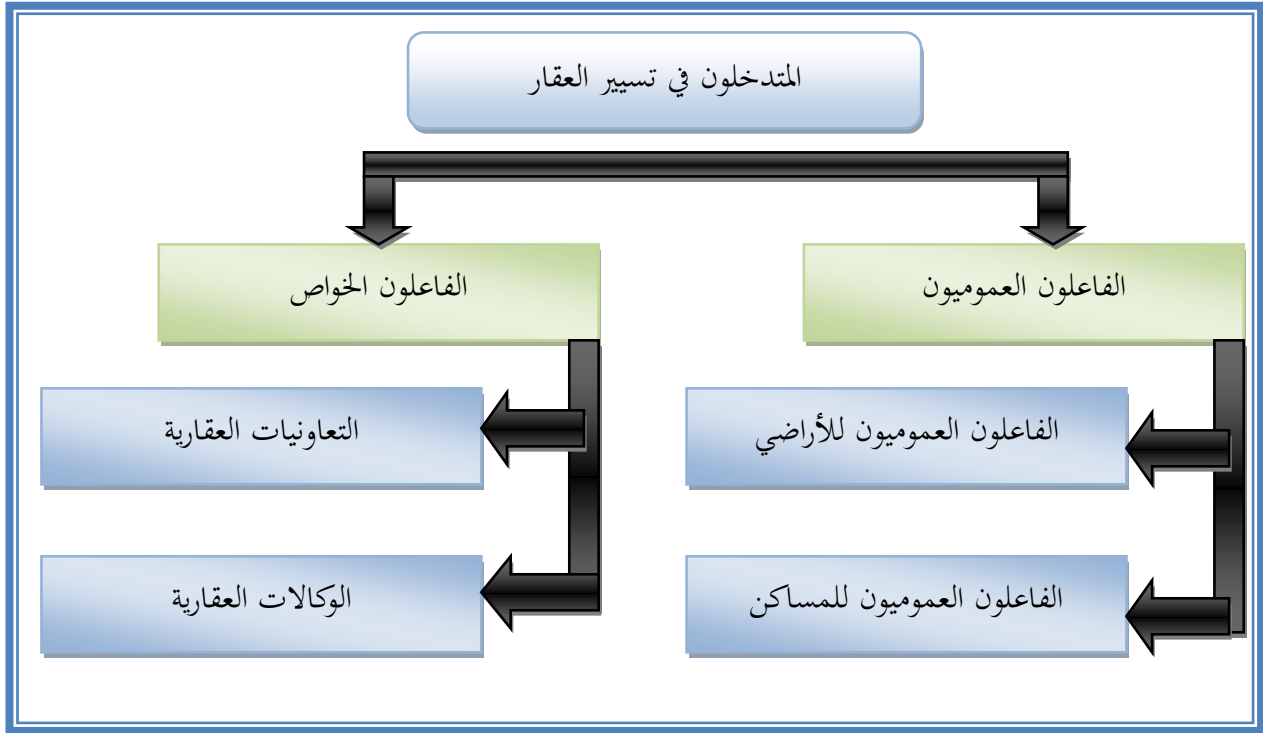 المتدخلون في تسيير العقار
الفاعلون العموميون
الفاعلون الخواص
الفاعلون العموميون للأراضي
التعاونيات العقارية
الفاعلون العموميون للمساكن
الوكالات العقارية